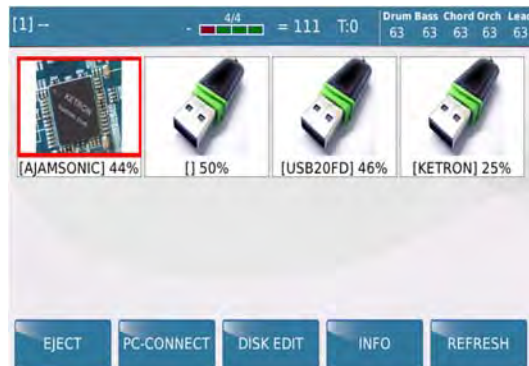 [1] -- - 4/4 = 111 T:0 Drum Bass Chord Orch Lead
63 63 63 63 63
KETRON
[AJAMSONIC] 44% [] 50% [USB20FD] 46% [KETRON] 25%
EJECT PC-CONNECT DISK EDIT INFO REFRESH